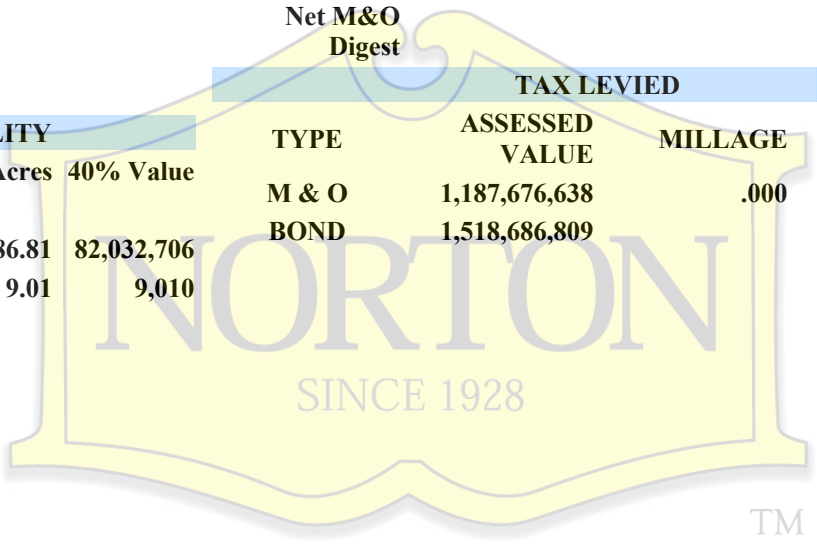 Net M&O
Digest
TAX LEVIED
LITY
TYPE ASSESSED VALUE MILLAGE
Acres 40% Value
M & O 1,187,676,638 .000
BOND 1,518,686,809
86.81 82,032,706
9.01 9,010
NORTON
SINCE 1928
TM